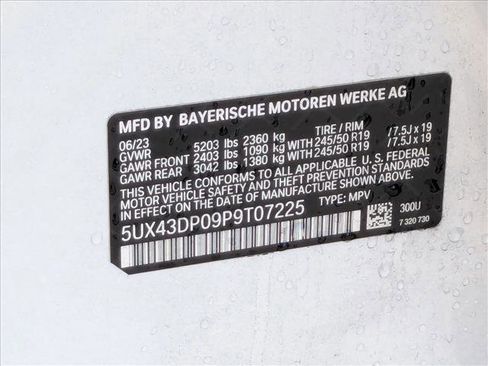 MFD BY BAYERISCHE MOTOREN WERKE AG
06/23 TIRE / RIM
GVWR 5203 lbs 2360 kg
GAWR FRONT 2403 lbs 1090 kg WITH 245/50 R19 /7.5J x 19
GAWR REAR 3042 lbs 1380 kg WITH 245/50 R19 /7.5J x 19
THIS VEHICLE CONFORMS TO ALL APPLICABLE U. S. FEDERAL
MOTOR VEHICLE SAFETY AND THEFT PREVENTION STANDARDS IN
EFFECT ON THE DATE OF MANUFACTURE SHOWN ABOVE.
5UX43DP09P9T07225 TYPE: MPV
300U
7 320 730